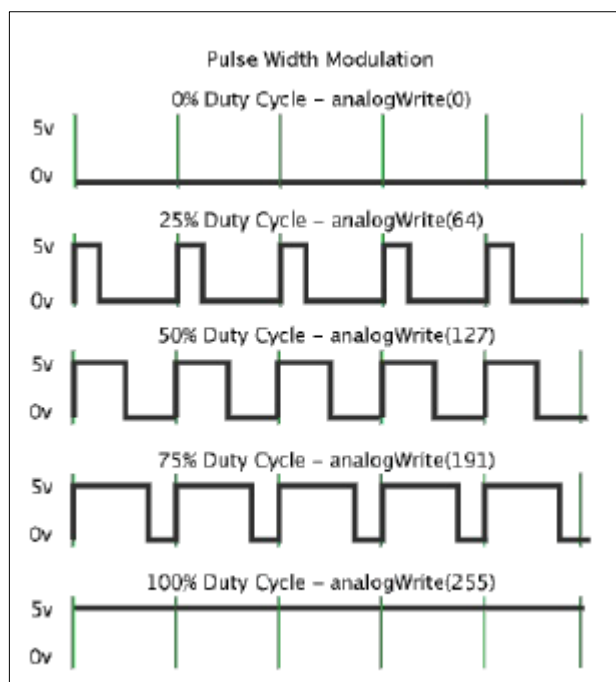 Pulse Width Modulation
0% Duty Cycle – analogWrite(0)
5v
0v
25% Duty Cycle – analogWrite(64)
5v
0v
50% Duty Cycle – analogWrite(127)
5v
0v
75% Duty Cycle – analogWrite(191)
5v
0v
100% Duty Cycle – analogWrite(255)
5v
0v